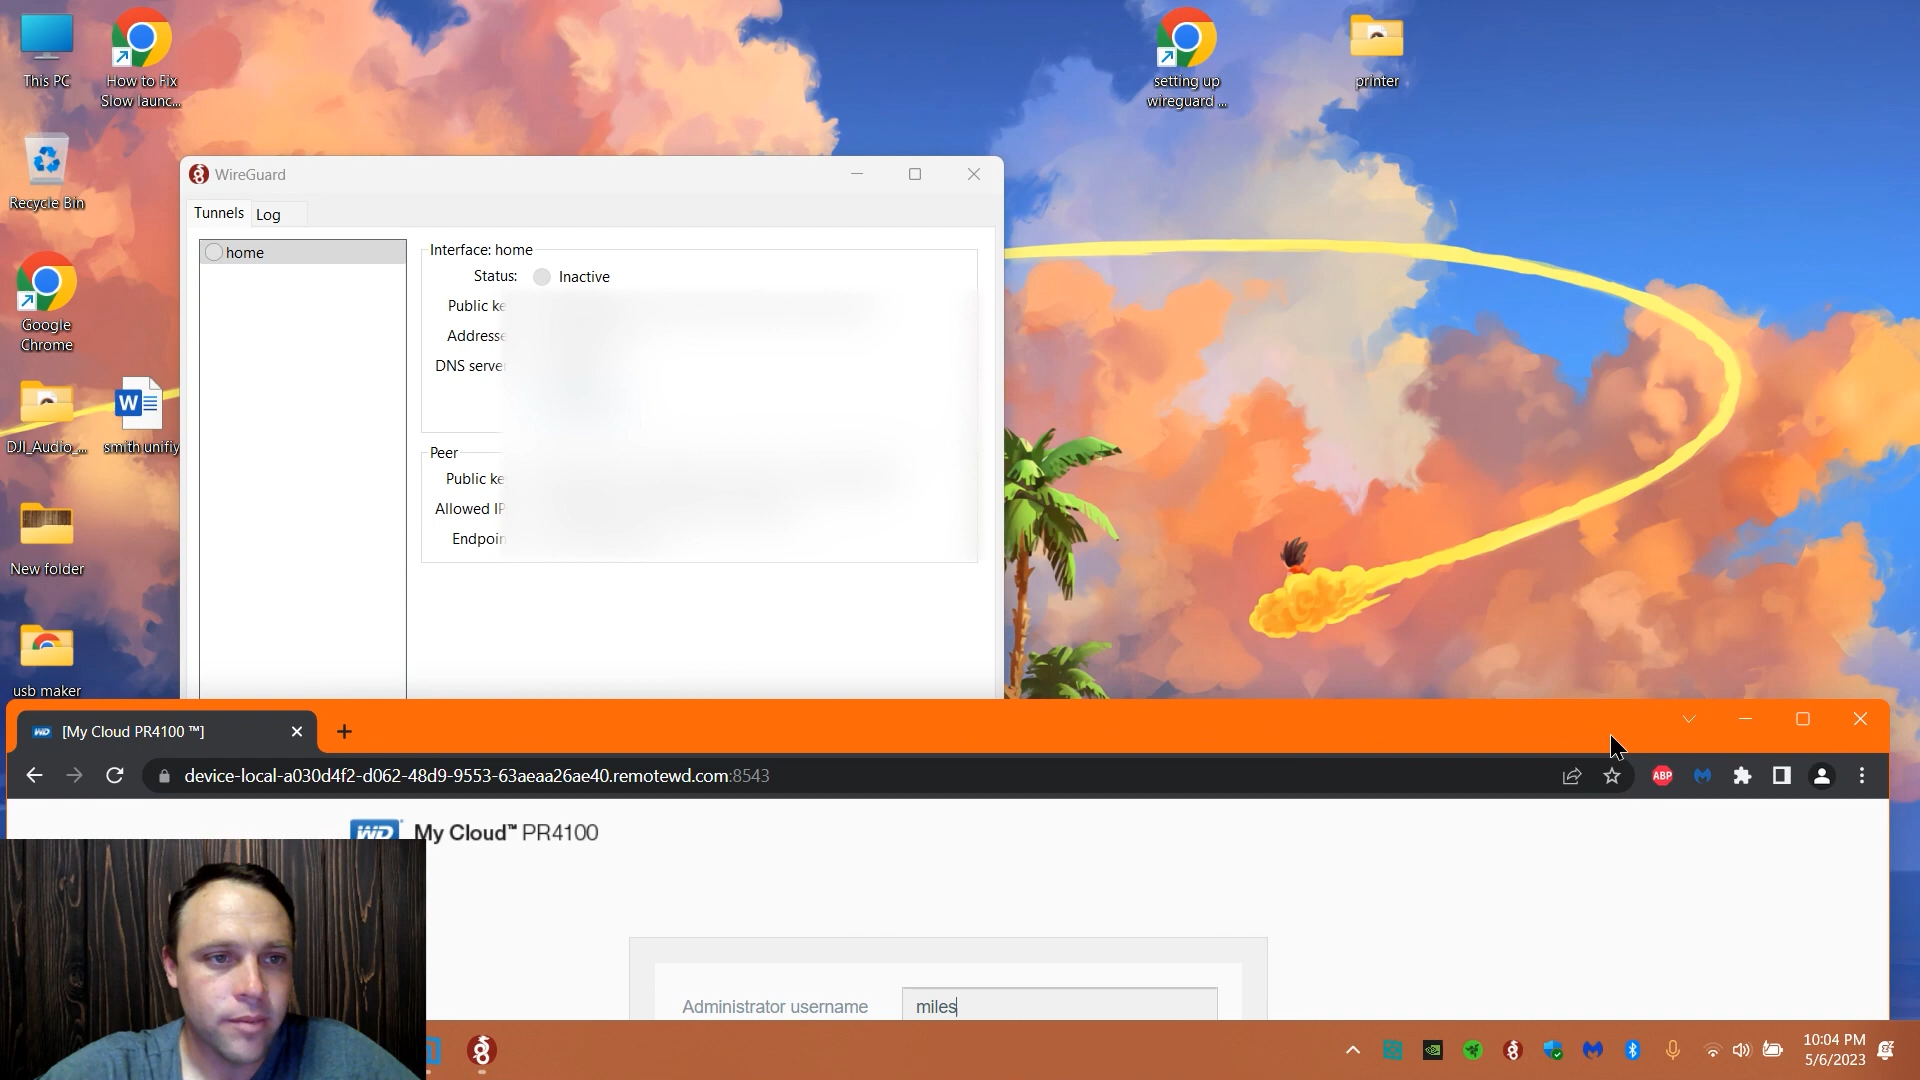 This PC
How to Fix
Slow launc...
setting up
wireguard ...
printer
Recycle Bin
Google
Chrome
DJI_Audio_...
smith unifiy
New folder
usb maker
WireGuard
Tunnels
Log
home
Interface: home
Status:
Inactive
Public ke
Addresse
DNS server
Peer
Public ke
Allowed IP
Endpoin
[My Cloud PR4100 ™]
device-local-a030d4f2-d062-48d9-9553-63aeaa26ae40.remotewd.com:8543
ABP
WD My Cloud™ PR4100
Administrator username
miles
10:04 PM
5/6/2023